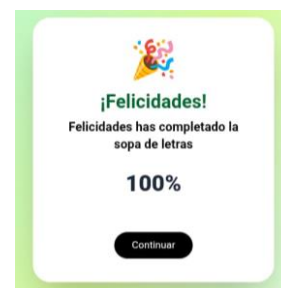 ¡Felicidades!
Felicidades has completado la
sopa de letras
100%
Continuar